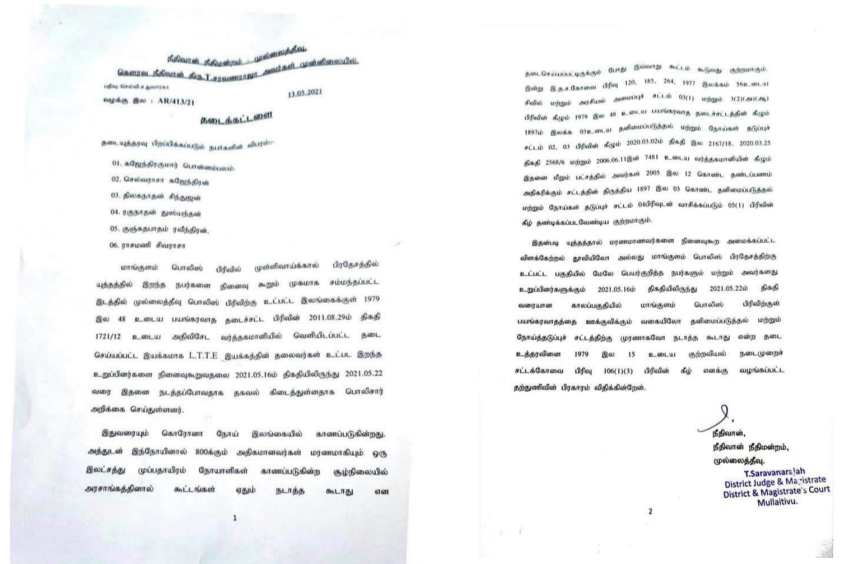 நீதிவான் நீதிமன்றம் - முல்லைத்தீவு.
கௌரவ நீதிவான் திரு.T.சரவணராஜா அவர்கள் முன்னிலையில்,
வழக்கு இல : AR/413/21
13.05.2021
தடைக்கட்டளை
தடையுத்தரவு பிறப்பிக்கப்படும் நபர்களின் விபரம்:-
01. கஜேந்திரகுமார் பொன்னம்பலம்.
02. செல்வராசா கஜேந்திரன்
03. திலகநாதன் சிந்துஜன்
04. ரகுநாதன் துஸ்யந்தன்
05. குஞ்சுதபாதம் ரவீந்திரன்.
06. ராசமணி சிவராசா
மாங்குளம் பொலிஸ் பிரிவில் முள்ளிவாய்க்கால் பிரதேசத்தில்
யுத்தத்தில் இறந்த நபர்களை நினைவு கூறும் முகமாக சம்மந்தப்பட்ட
இடத்தில் முல்லைத்தீவு பொலிஸ் பிரிவிற்கு உட்பட்ட இலங்கைக்குள் 1979
இல 48 உடைய பயங்கரவாத தடைச்சட்ட பிரிவின் 2011.08.29ம் திகதி
1721/12 உடைய அதிவிசேட வர்த்தகமானியில் வெளியிடப்பட்ட தடை
செய்யப்பட்ட இயக்கமாக L.T.T.E இயக்கத்தின் தலைவர்கள் உட்பட இறந்த
உறுப்பினர்களை நினைவுகூறுவதலை 2021.05.16ம் திகதியிலிருந்து 2021.05.22
வரை இதனை நடத்தப்போவதாக தகவல் கிடைத்துள்ளதாக பொலிசார்
அறிக்கை செய்துள்ளனர்.
இதுவரையும் கொரோனா நோய் இலங்கையில் காணப்படுகின்றது.
அத்துடன் இந்நோயினால் 800க்கும் அதிகமானவர்கள் மரணமாகியும் ஒரு
இலட்சத்து முப்பதாயிரம் நோயாளிகள் காணப்படுகின்ற சூழ்நிலையில்
அரசாங்கத்தினால் கூட்டங்கள் ஏதும் நடாத்த கூடாது என
1
தடைசெய்யப்பட்டிருக்கும் போது இவ்வாறு கூட்டம் கூடுவது குற்றமாகும்.
இன்று இ.த.ச.கோவை பிரிவு 120, 185, 264, 1977 இலக்கம் 56உடைய
சிவில் மற்றும் அரசியல் அமைப்புச் சட்டம் 03(1) மற்றும் 3(2)(அ)(ஆ)
பிரிவின் கீழும் 1979 இல 48 உடைய பயங்கரவாத தடைச்சட்டத்தின் கீழும்
1897ம் இலக்க 03உடைய தனிமைப்படுத்தல் மற்றும் நோய்கள் தடுப்புச்
சட்டம் 02, 03 பிரிவின் கீழும் 2020.03.02ம் திகதி இல 2167/18, 2020.03.25
திகதி 2568/6 மற்றும் 2006.06.11இன் 7481 உடைய வர்த்தகமானியின் கீழும்
இதனை மீறும் பட்சத்தில் அவர்கள் 2005 இல 12 கொண்ட தண்டப்பணம்
அதிகரிக்கும் சட்டத்தின் திருத்திய 1897 இல 03 கொண்ட தனிமைப்படுத்தல்
மற்றும் நோய்கள் தடுப்புச் சட்டம் 04பிரிவுடன் வாசிக்கப்படும் 05(1) பிரிவின்
கீழ் தண்டிக்கப்படவேண்டிய குற்றமாகும்.
இதன்படி யுத்தத்தால் மரணமானவர்களை நினைவுகூற அமைக்கப்பட்ட
விளக்கேற்றல் தூவியிலோ அல்லது மாங்குளம் பொலிஸ் பிரதேசத்திற்கு
உட்பட்ட பகுதியில் மேலே பெயர்குறித்த நபர்களும் மற்றும் அவர்களது
உறுப்பினர்களுக்கும் 2021.05.16ம் திகதியிலிருந்து 2021.05.22ம் திகதி
வரையான காலப்பகுதியில் மாங்குளம் பொலிஸ் பிரிவிற்குள்
பயங்கரவாதத்தை ஊக்குவிக்கும் வகையிலோ தனிமைப்படுத்தல் மற்றும்
நோய்த்தடுப்புச் சட்டத்திற்கு முரணாகவோ நடாத்த கூடாது என்ற தடை
உத்தரவினை 1979 இல 15 உடைய குற்றவியல் நடைமுறைச்
சட்டக்கோவை பிரிவு 106(1)(3) பிரிவின் கீழ் எனக்கு வழங்கப்பட்ட
தற்துணிவின் பிரகாரம் விதிக்கின்றேன்.
நீதிவான்,
நீதிவான் நீதிமன்றம்,
முல்லைத்தீவு.
T.Saravanarajah
District Judge & Magistrate
District & Magistrate's Court
Mullaitivu.
2